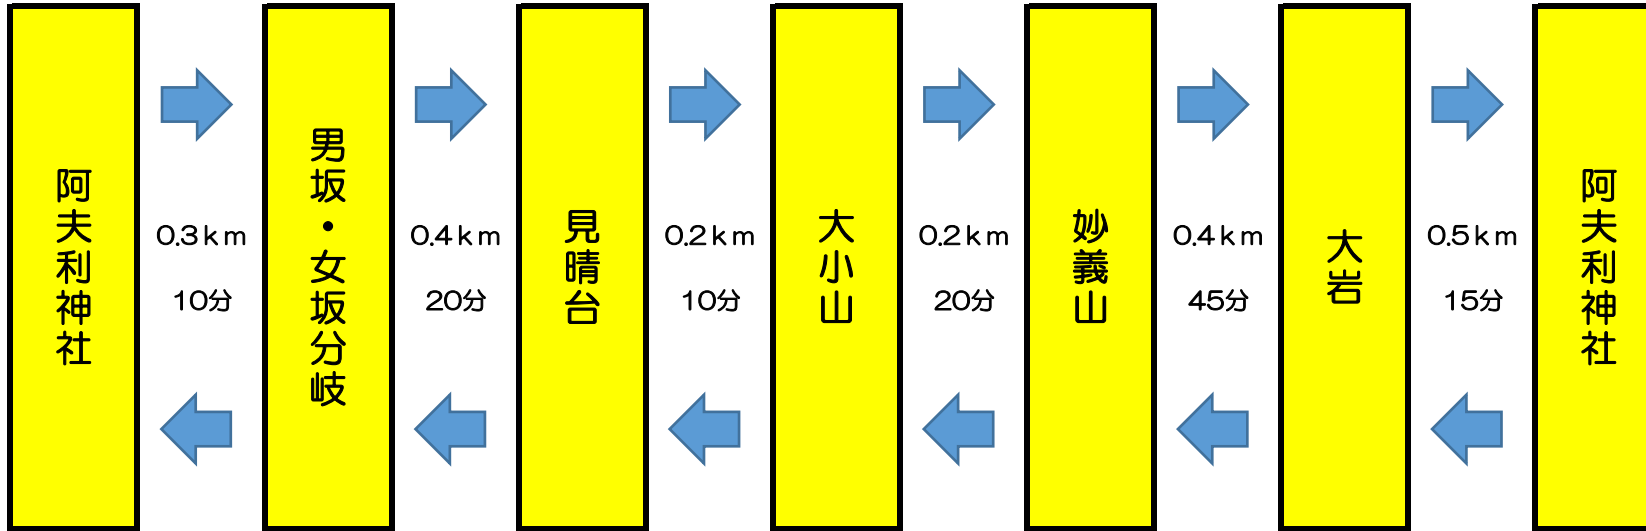 阿夫利神社
0.3km
10分
男坂・女坂分岐
0.4km
20分
見晴台
0.2km
10分
大小山
0.2km
20分
妙義山
0.4km
45分
大岩
0.5km
15分
阿夫利神社